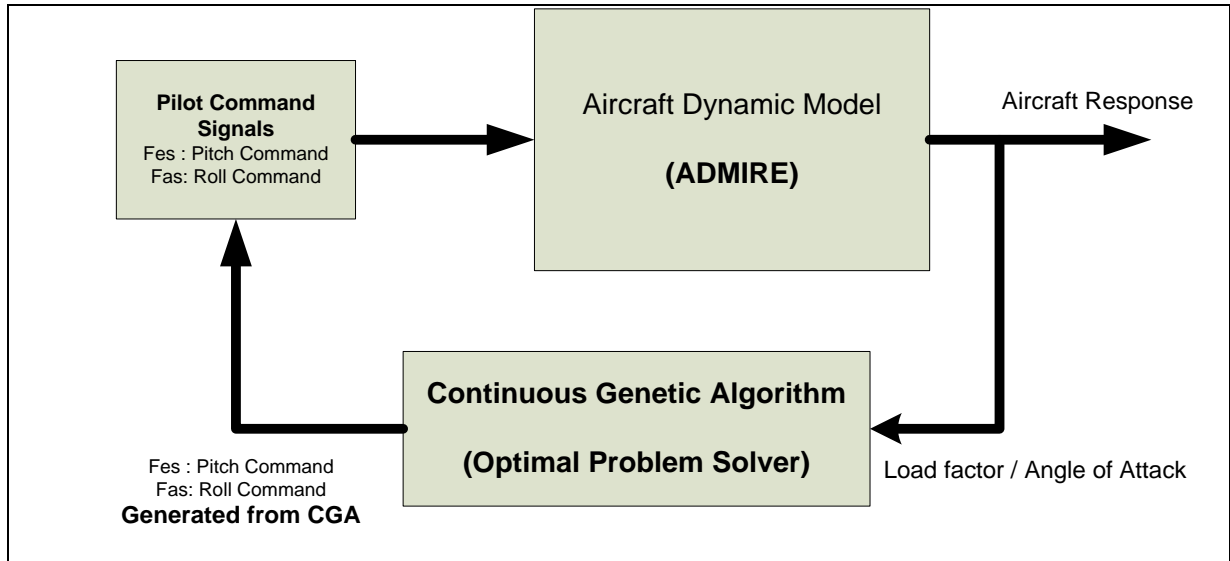 Pilot Command
Signals
Fes : Pitch Command
Fas: Roll Command
Aircraft Dynamic Model
(ADMIRE)
Aircraft Response
Continuous Genetic Algorithm
(Optimal Problem Solver)
Load factor / Angle of Attack
Fes : Pitch Command
Fas: Roll Command
Generated from CGA